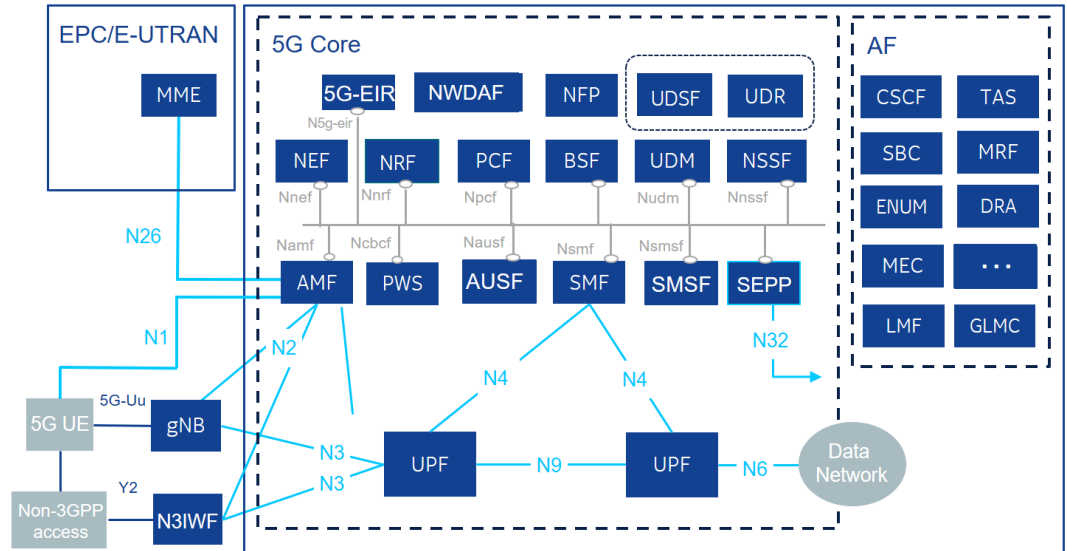 EPC/E-UTRAN
MME
5G Core
5G-EIR
NWDAF
NFP
UDSF
UDR
N5g-eir
NEF
NRF
PCF
BSF
UDM
NSSF
Nnef
Nnrf
Npcf
Nudm
Nnssf
Namf
Ncbcf
Nausf
Nsmf
Nsmsf
AMF
PWS
AUSF
SMF
SMSF
SEPP
AF
CSCF
TAS
SBC
MRF
ENUM
DRA
MEC
...
LMF
GLMC
N26
N1
N2
N32
N4
N4
5G-Uu
5G UE
gNB
N3
N3
UPF
N9
UPF
N6
Data
Network
Y2
Non-3GPP
access
N3IWF